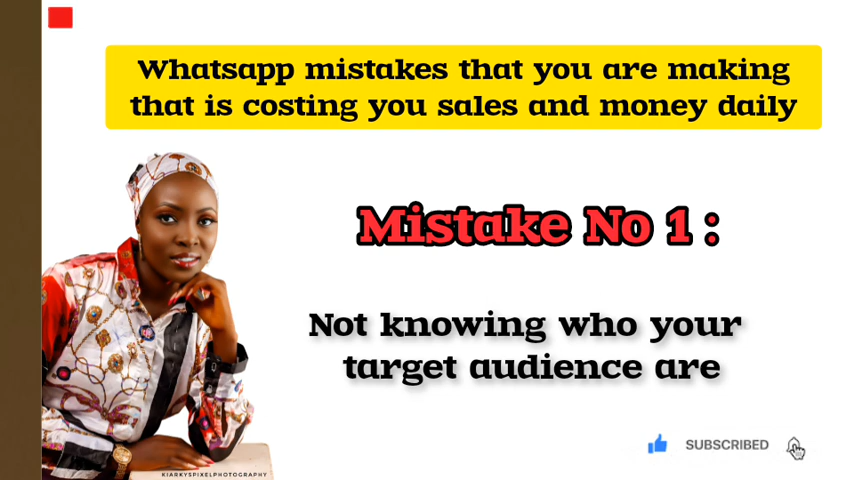 Whatsapp mistakes that you are making
that is costing you sales and money daily
Mistake No 1 :
Not knowing who your
target audience are
SUBSCRIBED
KIARKYSPIXELPHOTOGRAPHY